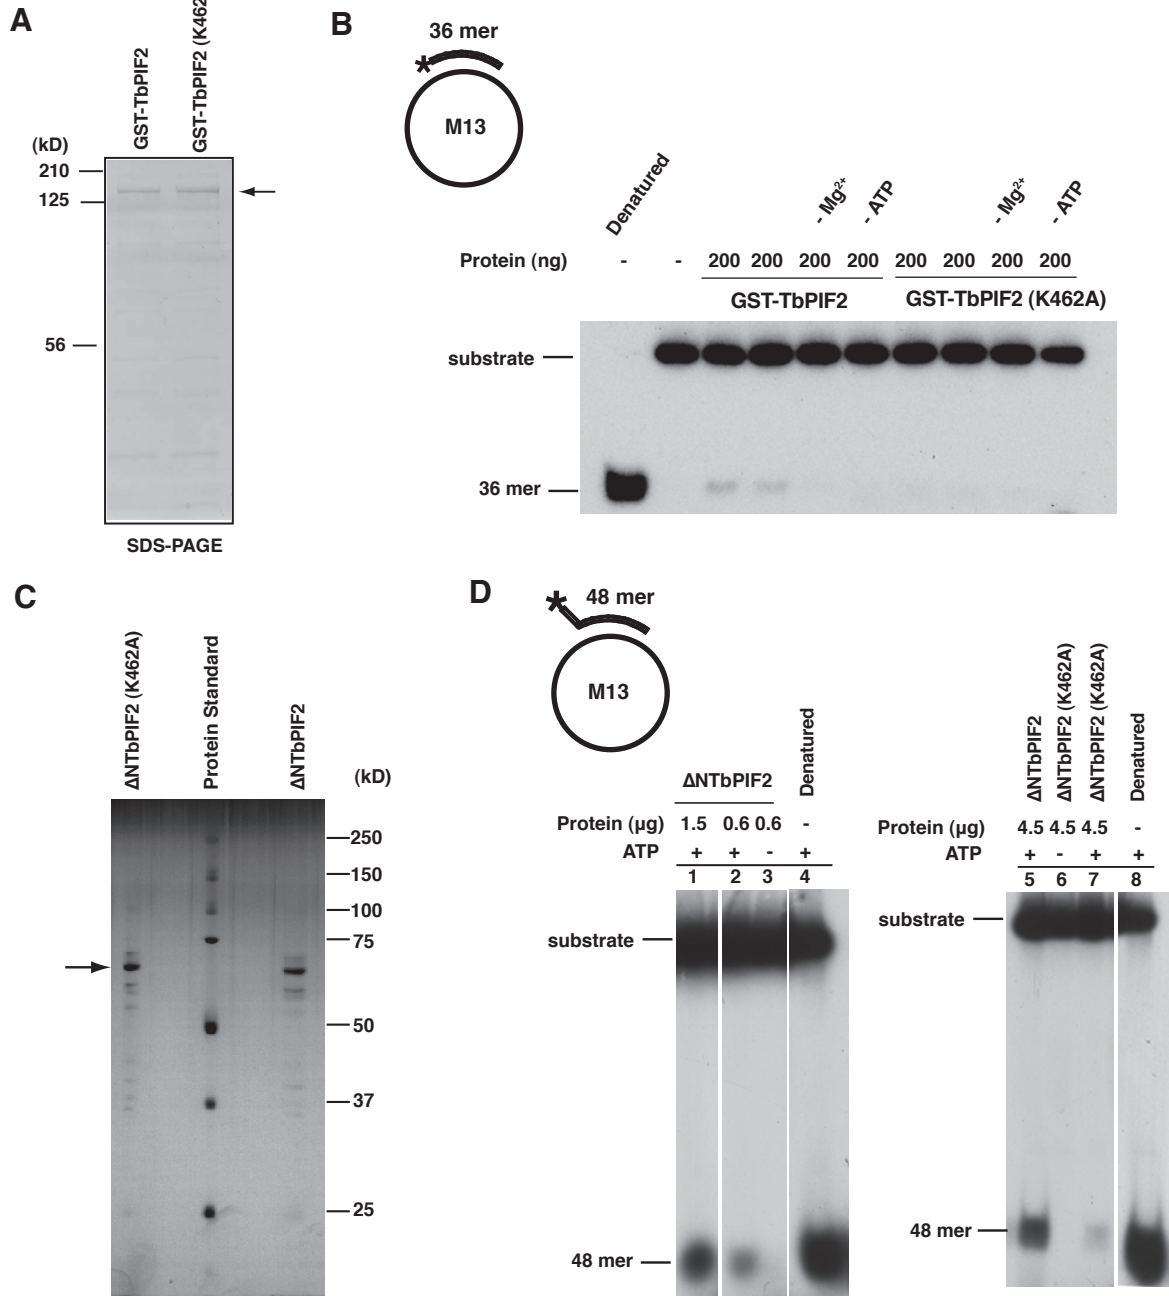 A
GST-TbPIF2
GST-TbPIF2 (K462
(kD)
210
125
56
SDS-PAGE
B
36 mer
*
M13
Denatured
- Mg²⁺
- ATP
- Mg²⁺
- ATP
Protein (ng) - - 200 200 200 200 200 200 200 200
GST-TbPIF2 GST-TbPIF2 (K462A)
substrate
36 mer
C
ΔNTbPIF2 (K462A)
Protein Standard
ΔNTbPIF2
(kD)
250
150
100
75
50
37
25
D
* 48 mer
M13
ΔNTbPIF2
Denatured
Protein (µg) 1.5 0.6 0.6 -
ATP + + - +
1 2 3 4
substrate
48 mer
ΔNTbPIF2
ΔNTbPIF2 (K462A)
ΔNTbPIF2 (K462A)
Denatured
Protein (µg) 4.5 4.5 4.5 -
ATP + - + +
5 6 7 8
substrate
48 mer